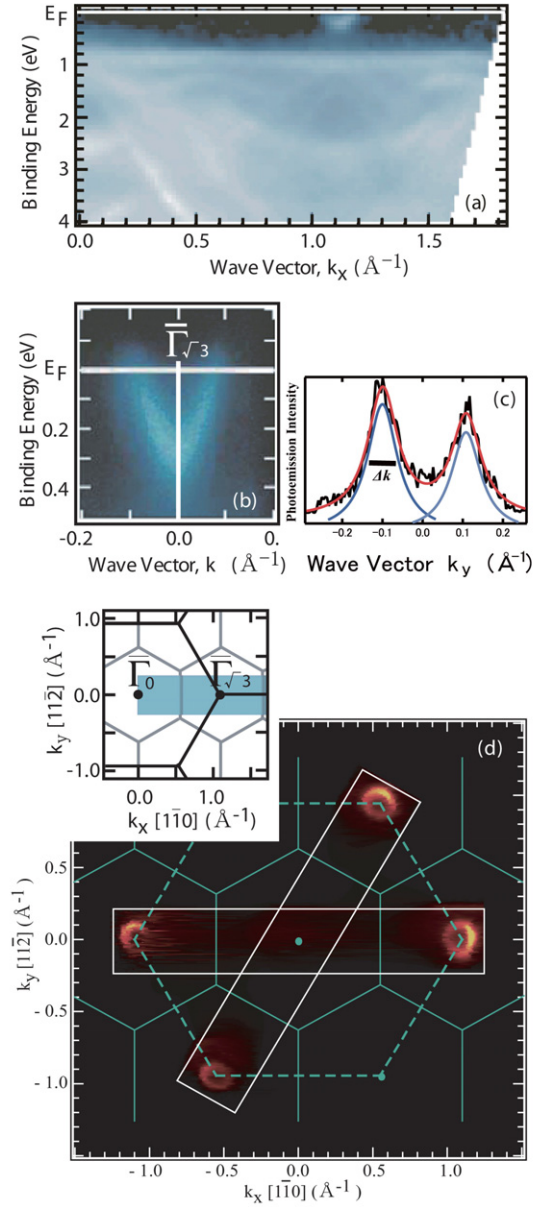 E_F
1
2
3
4
Binding Energy (eV)
(a)
0.0 0.5 1.0 1.5
Wave Vector, k_x (Å⁻¹)
Γ̿√3
E_F
0.2
0.4
Binding Energy (eV)
(b)
-0.2 0.0 0.
Wave Vector, k (Å⁻¹)
(c)
Photoemission Intensity
Δk
-0.2 -0.1 0.0 0.1 0.2
Wave Vector k_y (Å⁻¹)
1.0
0.0
-1.0
k_y [112̄] (Å⁻¹)
Γ̅₀ Γ̅√3
0.0 1.0
k_x [11̄0] (Å⁻¹)
(d)
0.5
0.0
- 0.5
- 1.0
k_y [112̄] (Å⁻¹)
- 1.0 - 0.5 0.0 0.5 1.0
k_x [11̄0] (Å⁻¹)